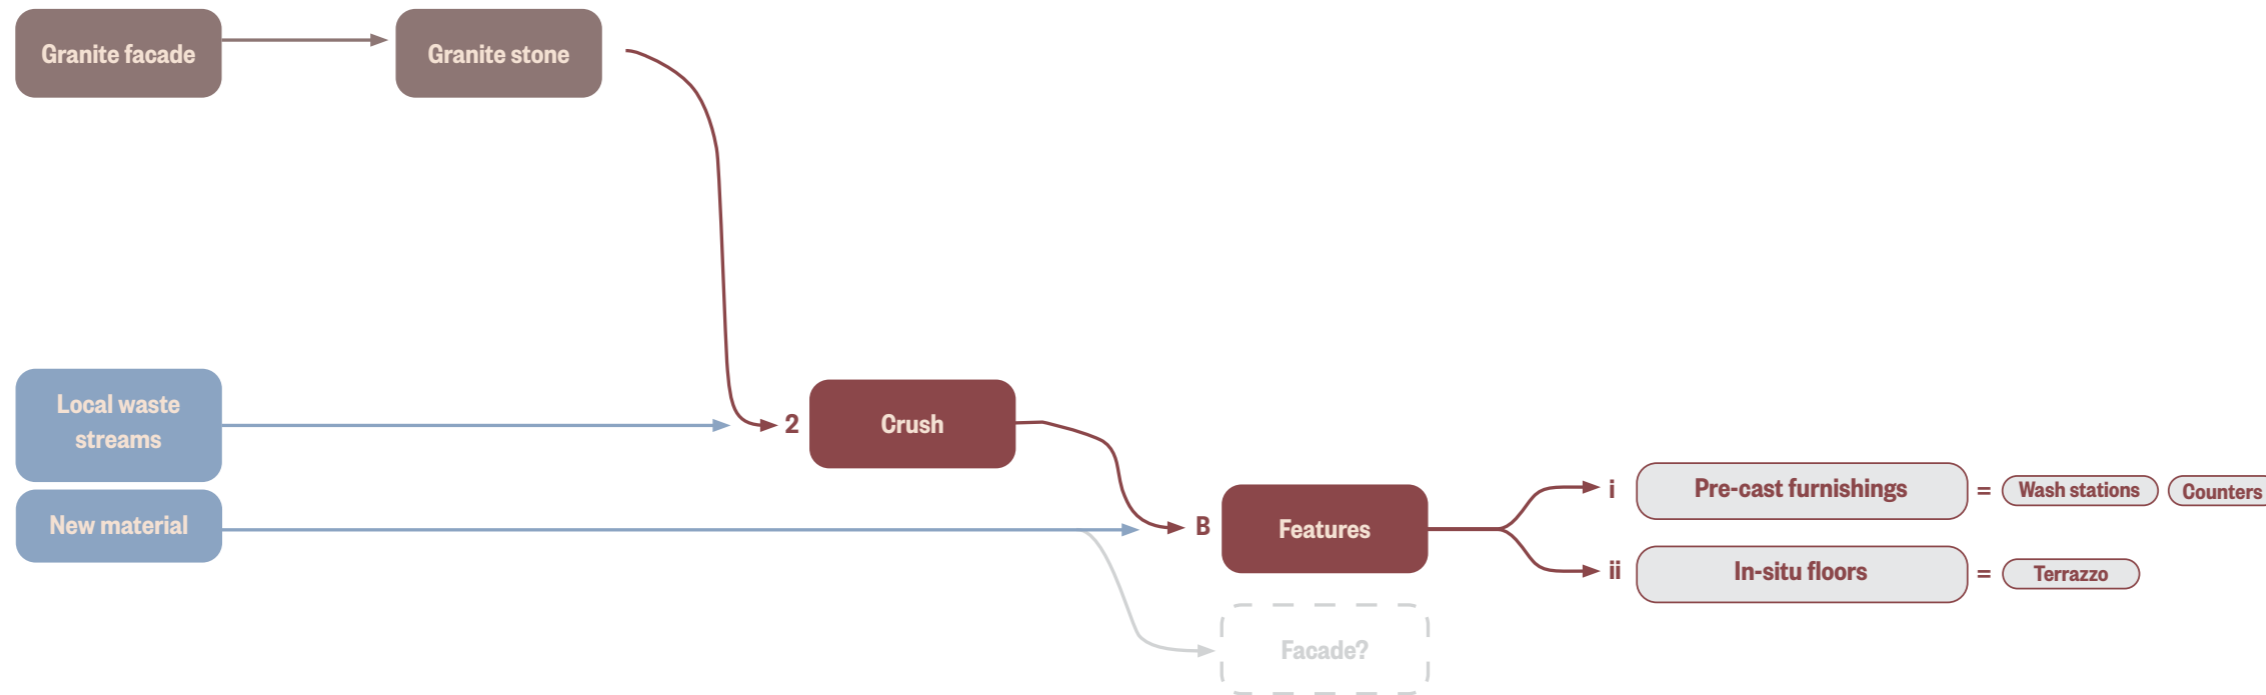 Granite facade
Granite stone
Local waste
streams
2
Crush
New material
B
Features
i
Pre-cast furnishings
=
Wash stations
Counters
ii
In-situ floors
=
Terrazzo
Facade?